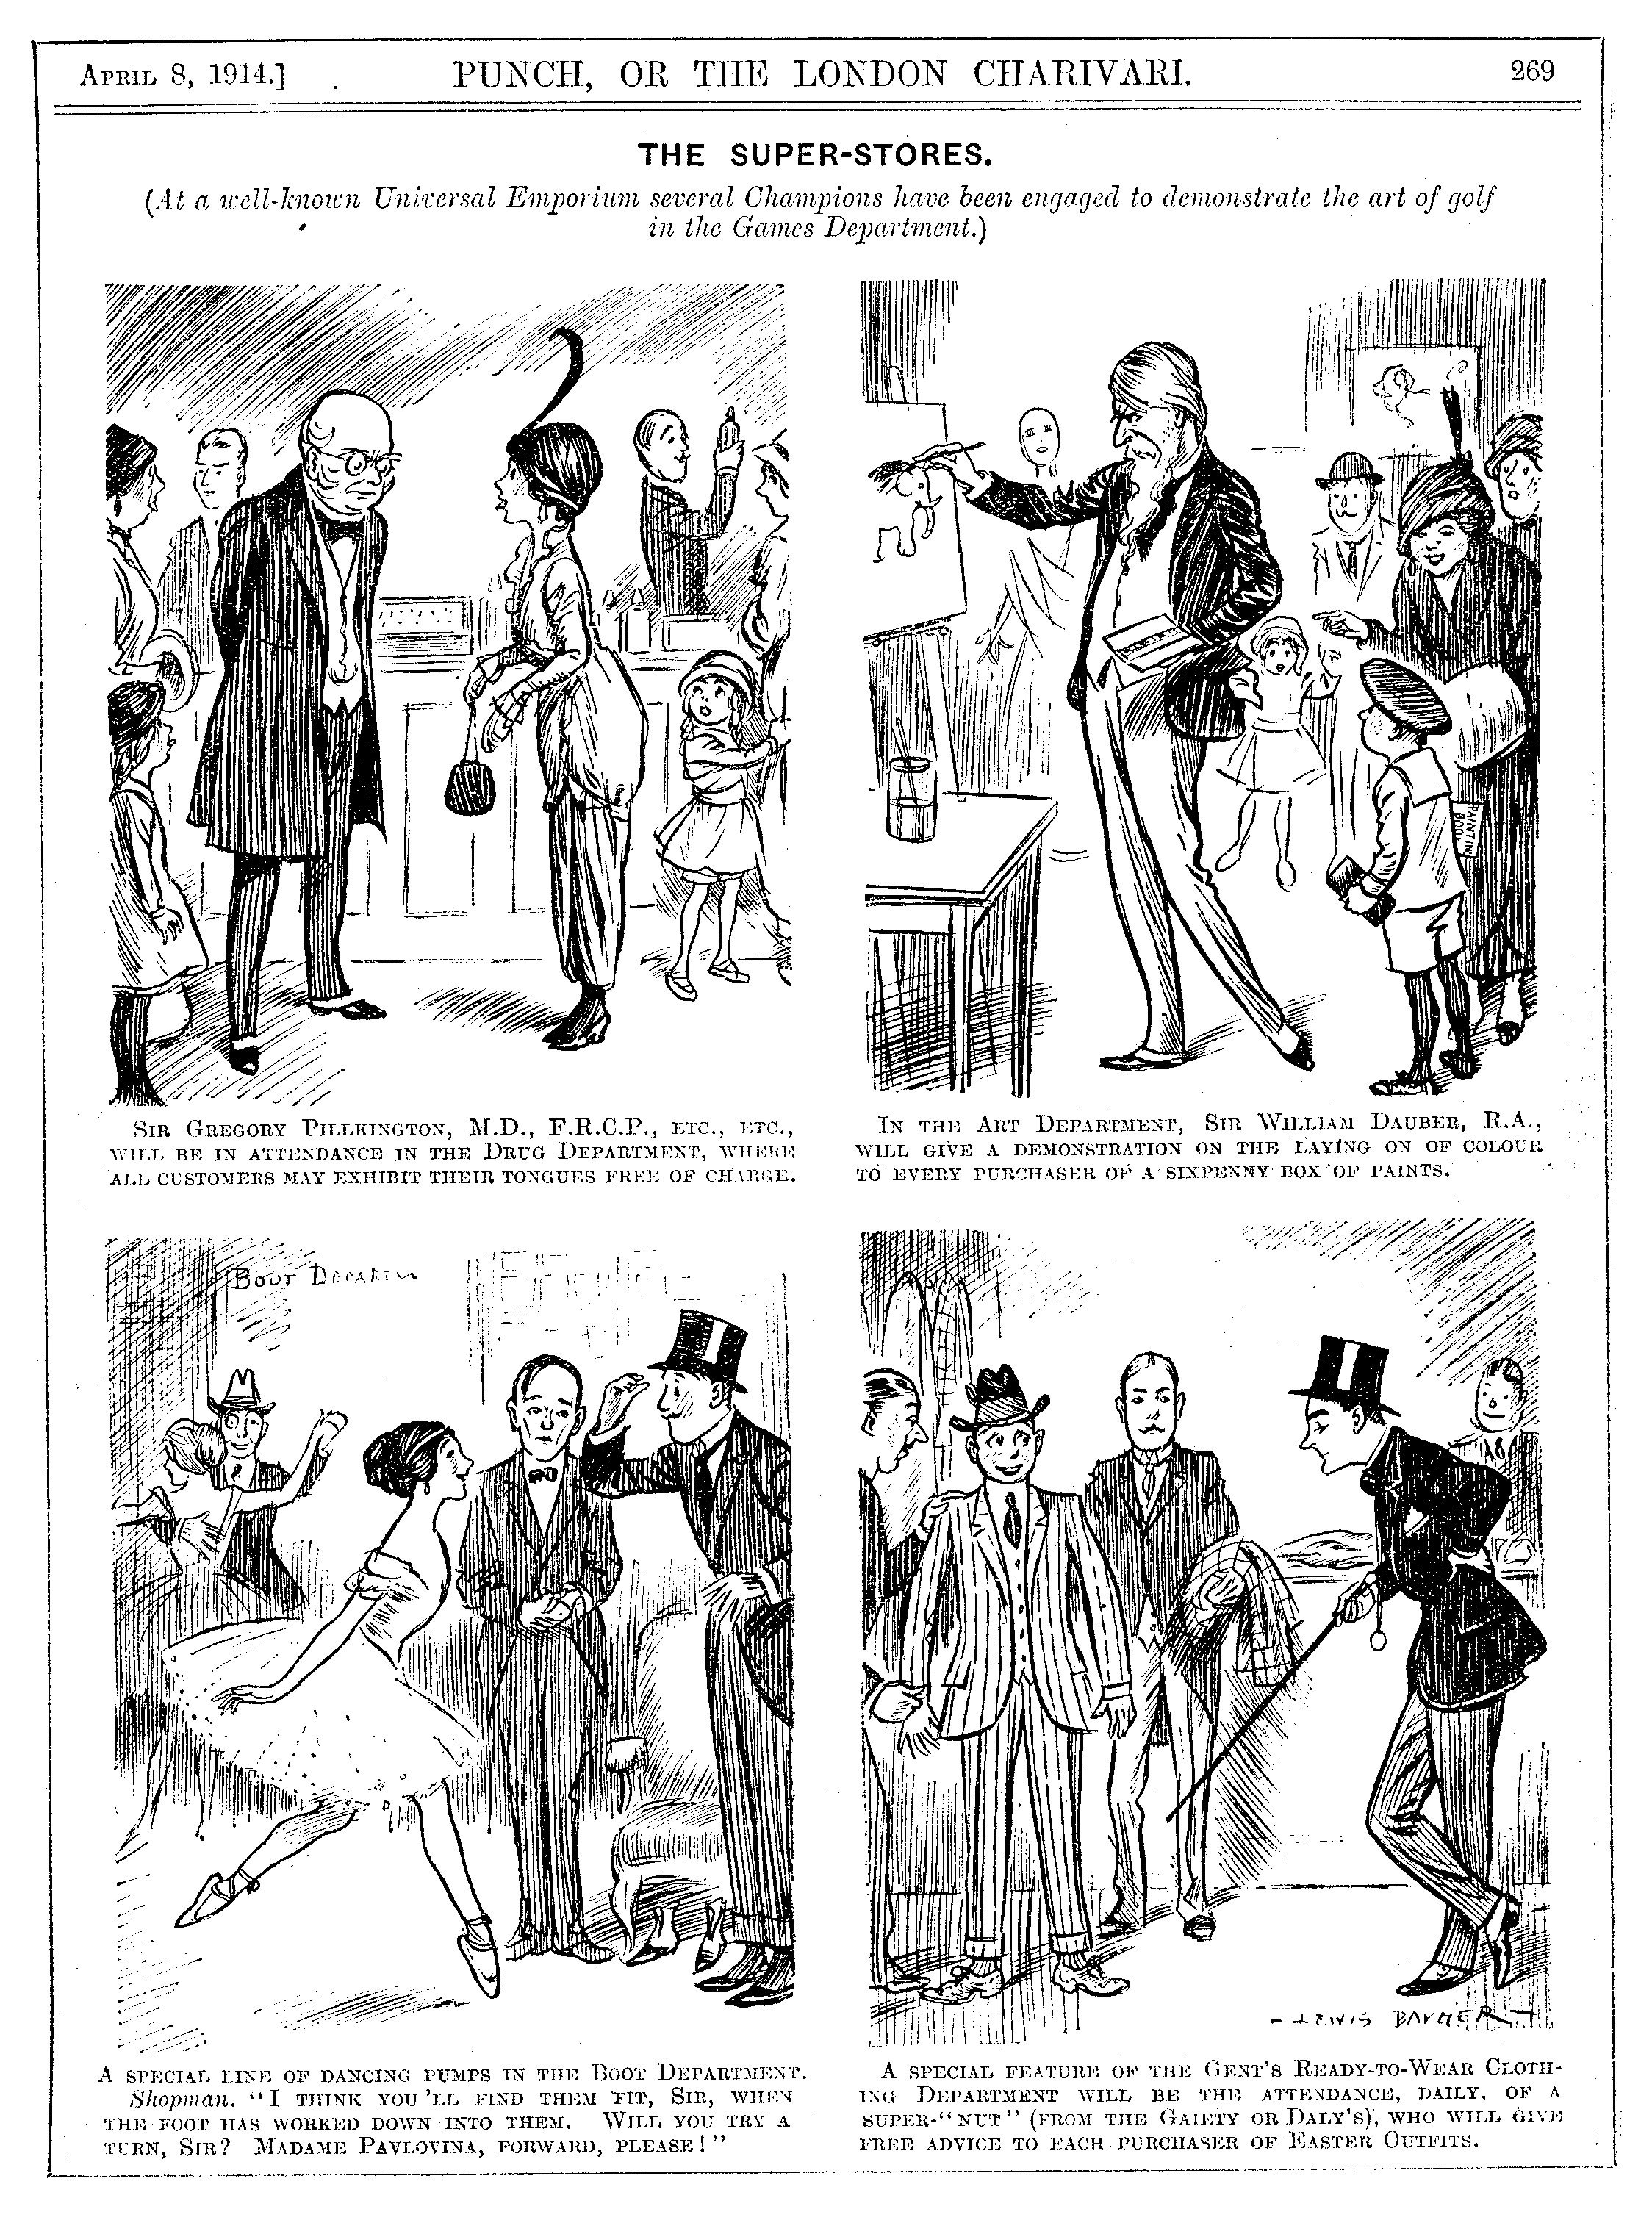 APRIL 8, 1914.] PUNCH, OR THE LONDON CHARIVARI. 269
THE SUPER-STORES.
(At a well-known Universal Emporium several Champions have been engaged to demonstrate the art of golf
in the Games Department.)
PAINTIN
BOOK
SIR GREGORY PILLKINGTON, M.D., F.R.C.P., ETC., ETC.,
WILL BE IN ATTENDANCE IN THE DRUG DEPARTMENT, WHERE
ALL CUSTOMERS MAY EXHIBIT THEIR TONGUES FREE OF CHARGE.
IN THE ART DEPARTMENT, SIR WILLIAM DAUBER, R.A.,
WILL GIVE A DEMONSTRATION ON THE LAYING ON OF COLOUR
TO EVERY PURCHASER OF A SIXPENNY BOX OF PAINTS.
BOOT DEPARTM
A SPECIAL LINE OF DANCING PUMPS IN THE BOOT DEPARTMENT.
Shopman. "I THINK YOU'LL FIND THEM FIT, SIR, WHEN
THE FOOT HAS WORKED DOWN INTO THEM. WILL YOU TRY A
TURN, SIR? MADAME PAVLOVINA, FORWARD, PLEASE!"
LEWIS BAUMER
A SPECIAL FEATURE OF THE GENT'S READY-TO-WEAR CLOTH-
ING DEPARTMENT WILL BE THE ATTENDANCE, DAILY, OF A
SUPER-"NUT" (FROM THE GAIETY OR DALY'S), WHO WILL GIVE
FREE ADVICE TO EACH PURCHASER OF EASTER OUTFITS.